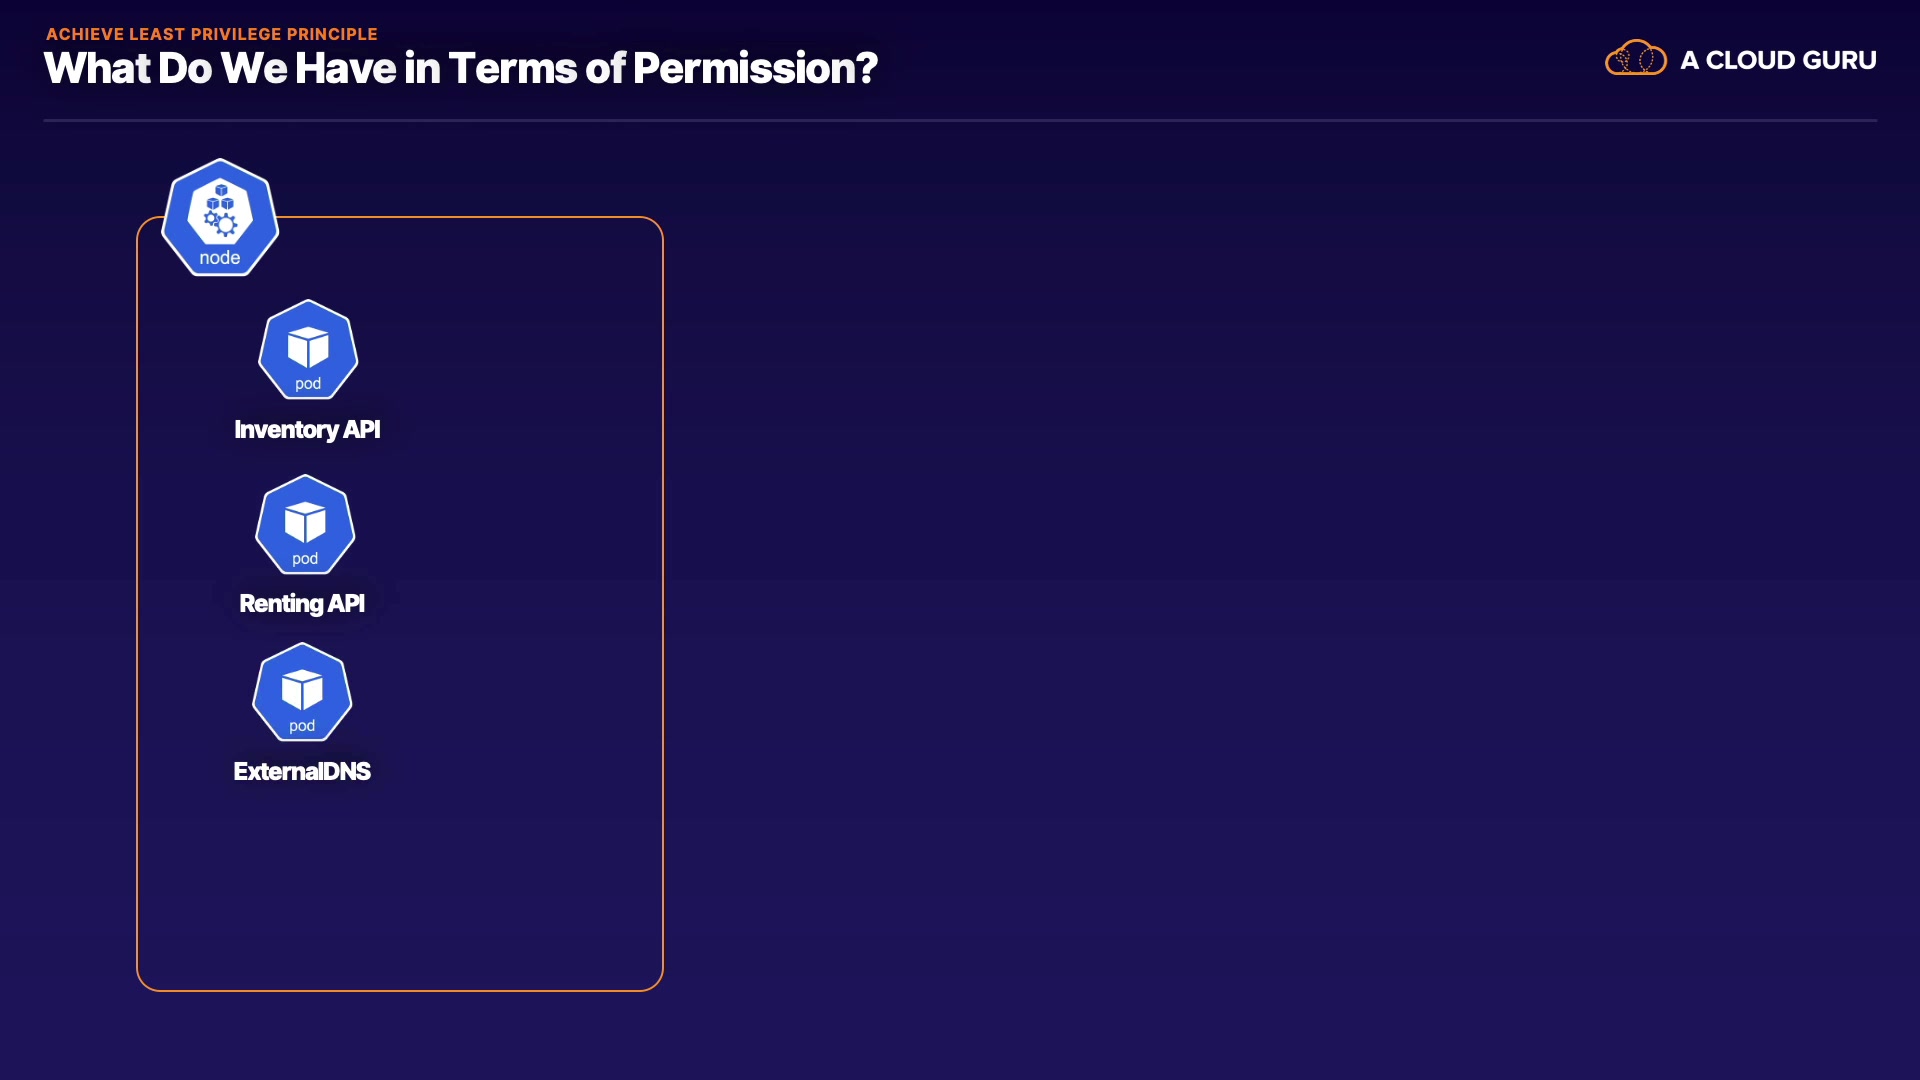 ACHIEVE LEAST PRIVILEGE PRINCIPLE
What Do We Have in Terms of Permission?
A CLOUD GURU
node
pod
Inventory API
pod
Renting API
pod
ExternalDNS